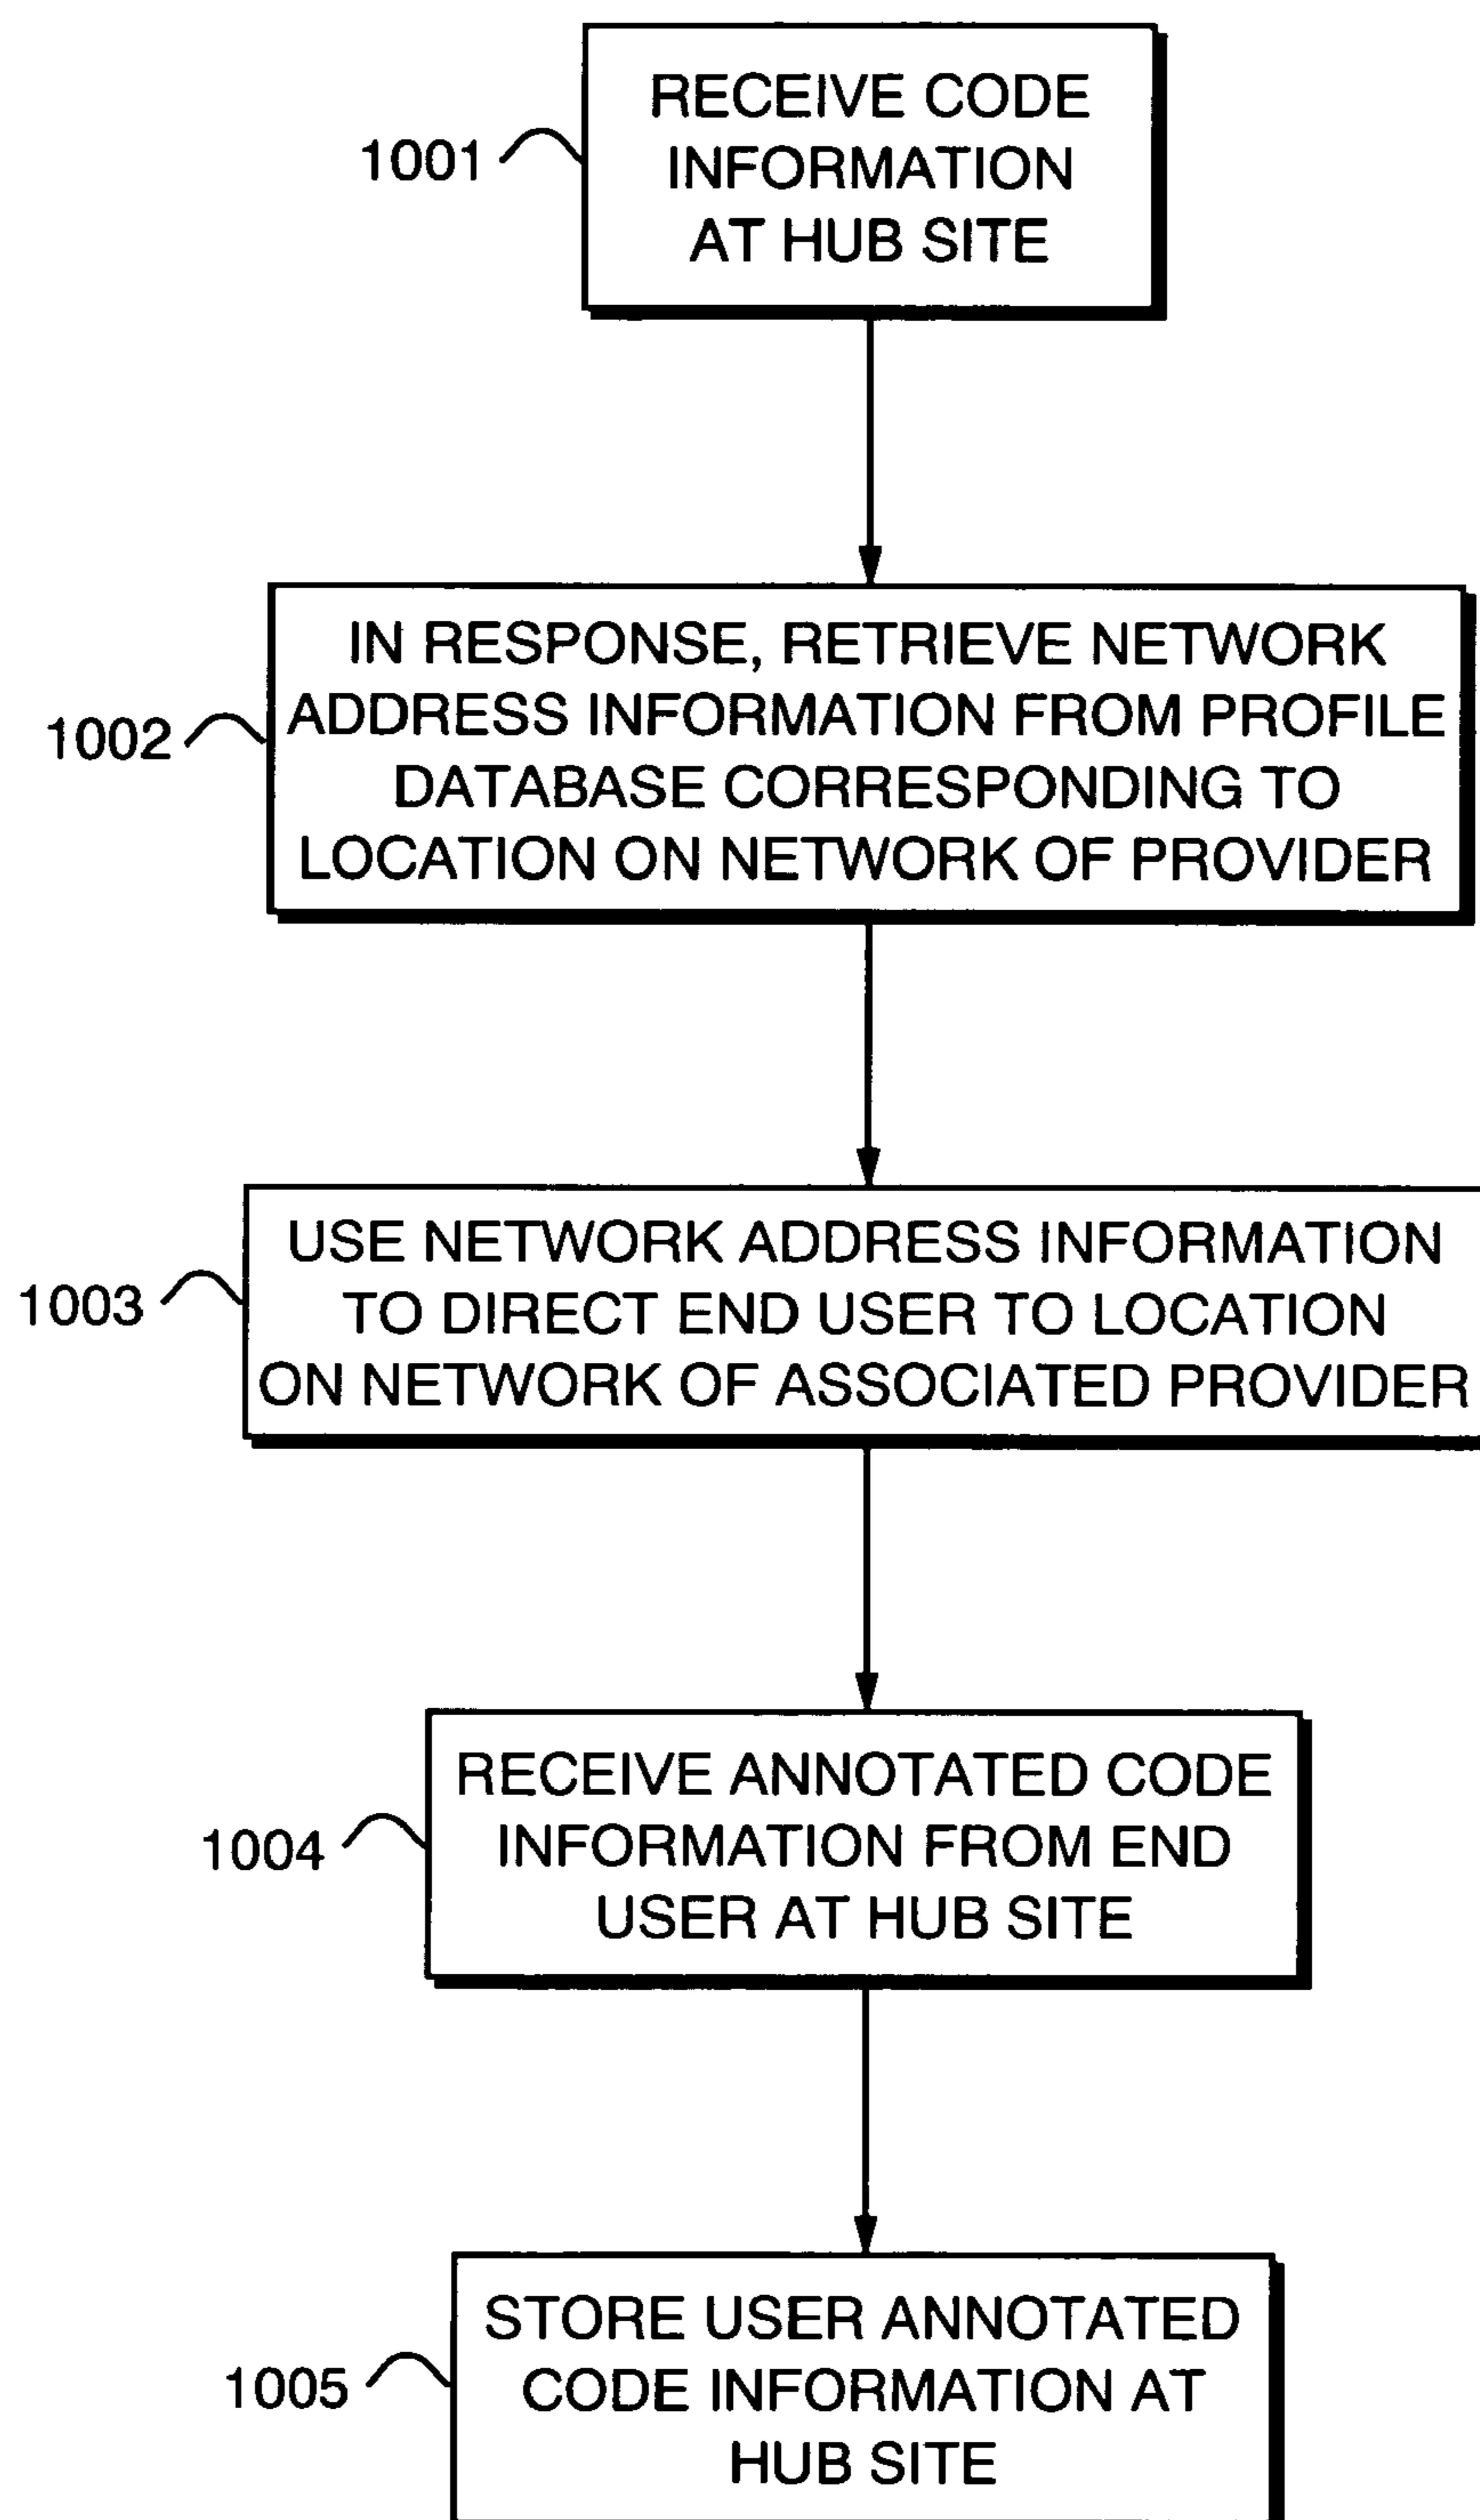 RECEIVE CODE
INFORMATION
AT HUB SITE
1001
IN RESPONSE, RETRIEVE NETWORK
ADDRESS INFORMATION FROM PROFILE
DATABASE CORRESPONDING TO
LOCATION ON NETWORK OF PROVIDER
1002
USE NETWORK ADDRESS INFORMATION
TO DIRECT END USER TO LOCATION
ON NETWORK OF ASSOCIATED PROVIDER
1003
RECEIVE ANNOTATED CODE
INFORMATION FROM END
USER AT HUB SITE
1004
STORE USER ANNOTATED
CODE INFORMATION AT
HUB SITE
1005